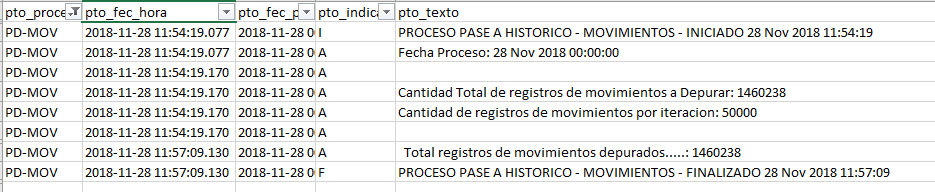 pto_proce pto_fec_hora pto_fec_p pto_indica pto_texto
PD-MOV 2018-11-28 11:54:19.077 2018-11-28 0 I PROCESO PASE A HISTORICO - MOVIMIENTOS - INICIADO 28 Nov 2018 11:54:19
PD-MOV 2018-11-28 11:54:19.077 2018-11-28 0 A Fecha Proceso: 28 Nov 2018 00:00:00
PD-MOV 2018-11-28 11:54:19.170 2018-11-28 0 A
PD-MOV 2018-11-28 11:54:19.170 2018-11-28 0 A Cantidad Total de registros de movimientos a Depurar: 1460238
PD-MOV 2018-11-28 11:54:19.170 2018-11-28 0 A Cantidad de registros de movimientos por iteracion: 50000
PD-MOV 2018-11-28 11:54:19.170 2018-11-28 0 A
PD-MOV 2018-11-28 11:57:09.130 2018-11-28 0 A Total registros de movimientos depurados.....: 1460238
PD-MOV 2018-11-28 11:57:09.130 2018-11-28 0 F PROCESO PASE A HISTORICO - MOVIMIENTOS - FINALIZADO 28 Nov 2018 11:57:09